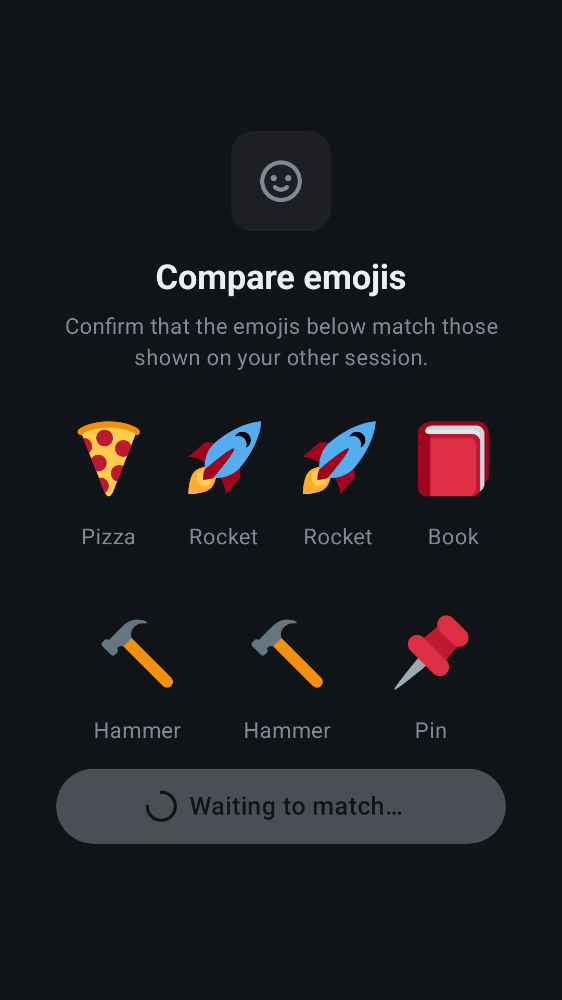 Compare emojis
Confirm that the emojis below match those
shown on your other session.
Pizza Rocket Rocket Book
Hammer Hammer Pin
Waiting to match…